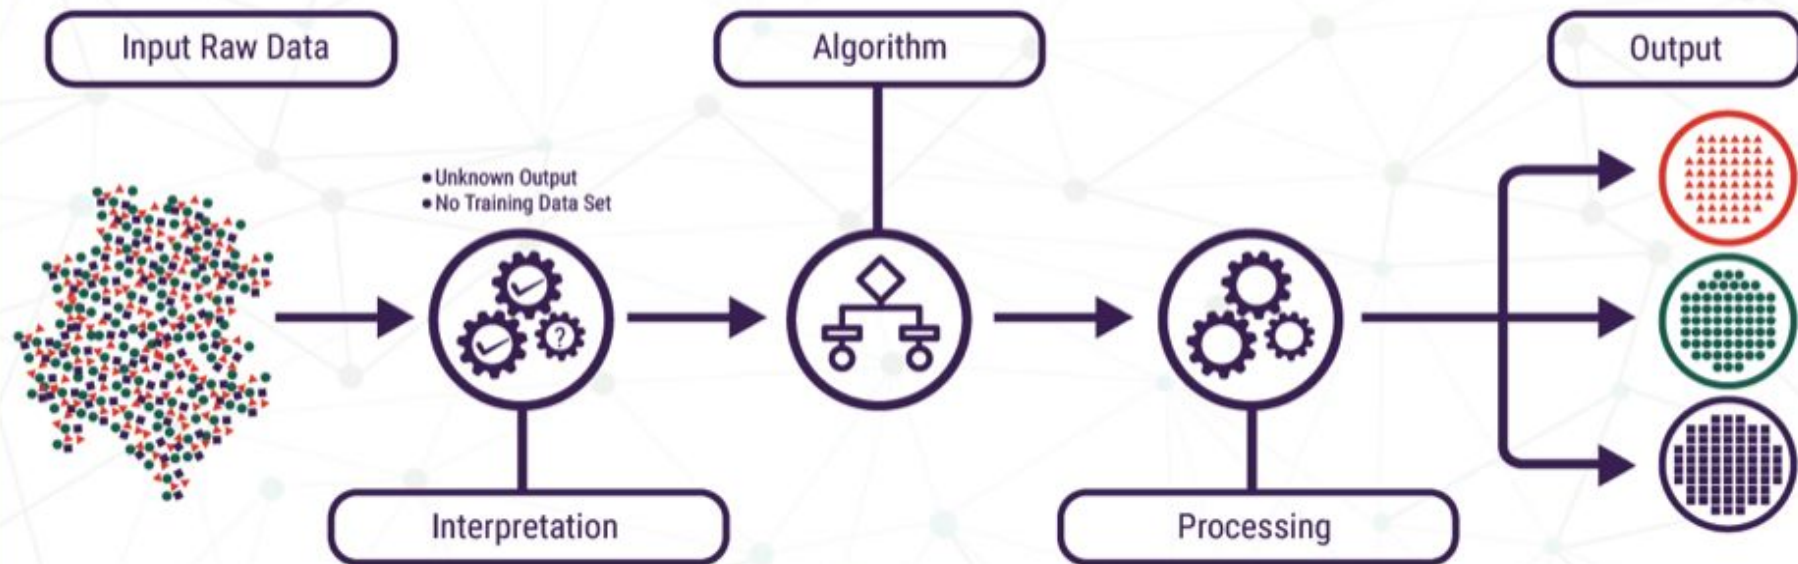 Input Raw Data
Algorithm
Output
• Unknown Output
• No Training Data Set
?
Interpretation
Processing